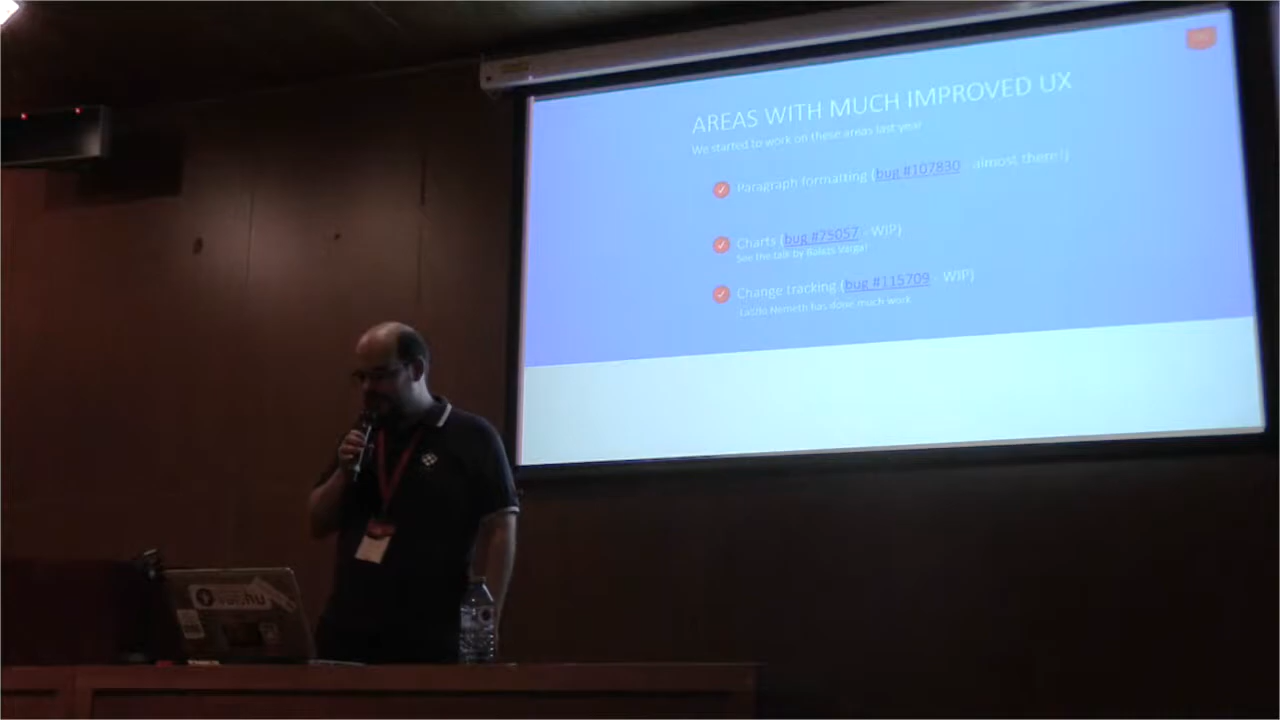 AREAS WITH MUCH IMPROVED UX
We started to work on these areas last year
Paragraph formatting (bug #107830 - almost there!)
Charts (bug #75057 - WIP)
See the talk by Balazs Varga!
Change tracking (bug #115709 - WIP)
Laszlo Nemeth has done much work